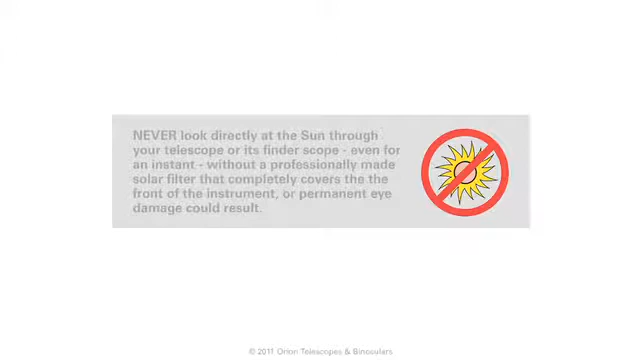 NEVER look directly at the Sun through
your telescope or its finder scope - even for
an instant - without a professionally made
solar filter that completely covers the the
front of the instrument, or permanent eye
damage could result.
© 2011 Orion Telescopes & Binoculars